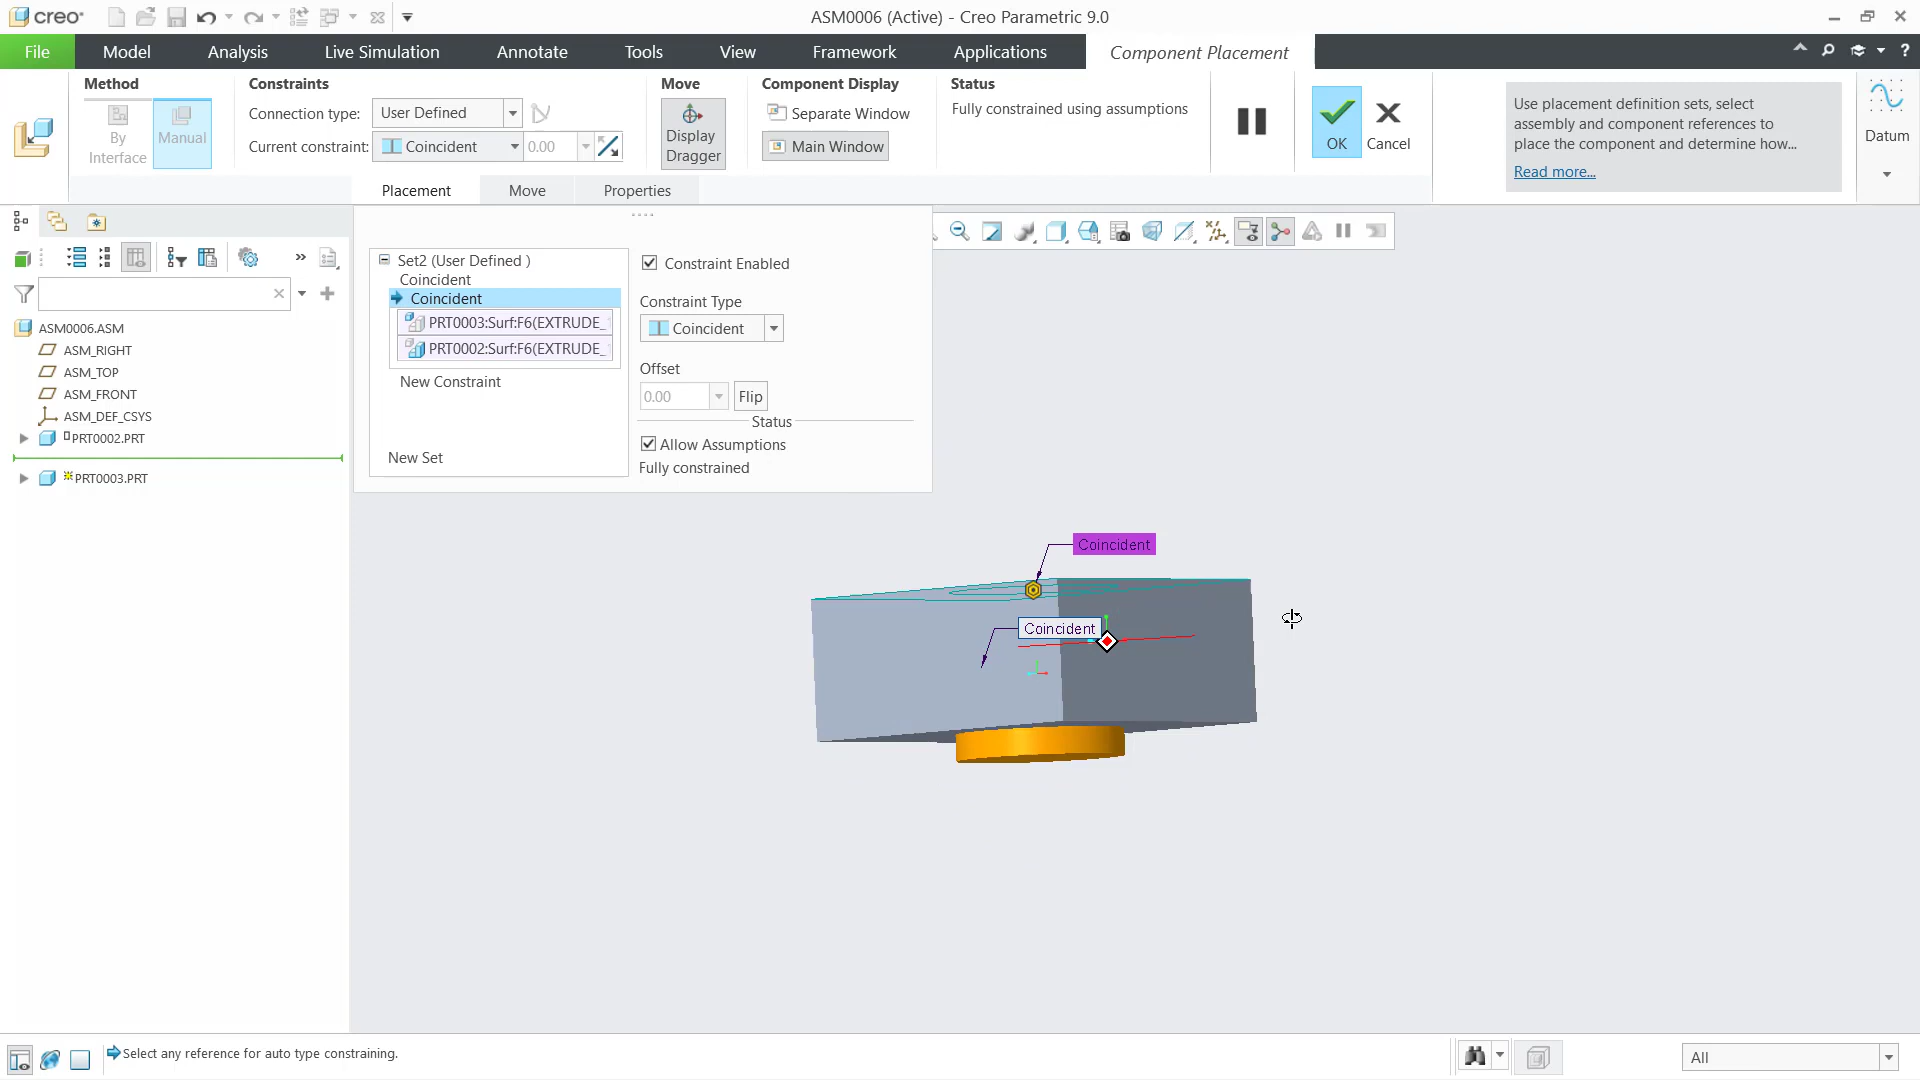 creo
ASM0006 (Active) - Creo Parametric 9.0
File
Model
Analysis
Live Simulation
Annotate
Tools
View
Framework
Applications
Component Placement
Method
By
Interface
Manual
Constraints
Connection type:
User Defined
Current constraint:
Coincident
0.00
Move
Display
Dragger
Component Display
Separate Window
Main Window
Status
Fully constrained using assumptions
OK
Cancel
Use placement definition sets, select
assembly and component references to
place the component and determine how...
Read more...
Datum
Placement
Move
Properties
Set2 (User Defined )
Coincident
Coincident
PRT0003:Surf:F6(EXTRUDE_
PRT0002:Surf:F6(EXTRUDE_
New Constraint
New Set
Constraint Enabled
Constraint Type
Coincident
Offset
0.00
Flip
Status
Allow Assumptions
Fully constrained
ASM0006.ASM
ASM_RIGHT
ASM_TOP
ASM_FRONT
ASM_DEF_CSYS
PRT0002.PRT
PRT0003.PRT
Coincident
Coincident
Select any reference for auto type constraining.
All